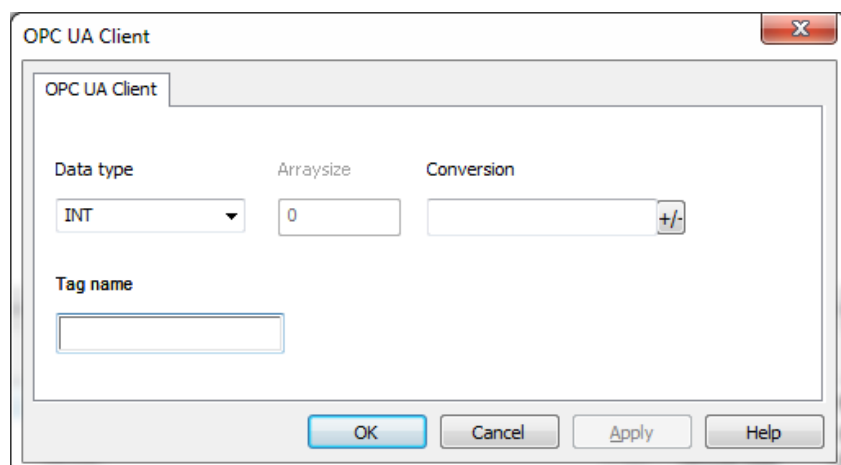 OPC UA Client
OPC UA Client
Data type Arraysize Conversion
INT 0 +/-
Tag name
OK Cancel Apply Help